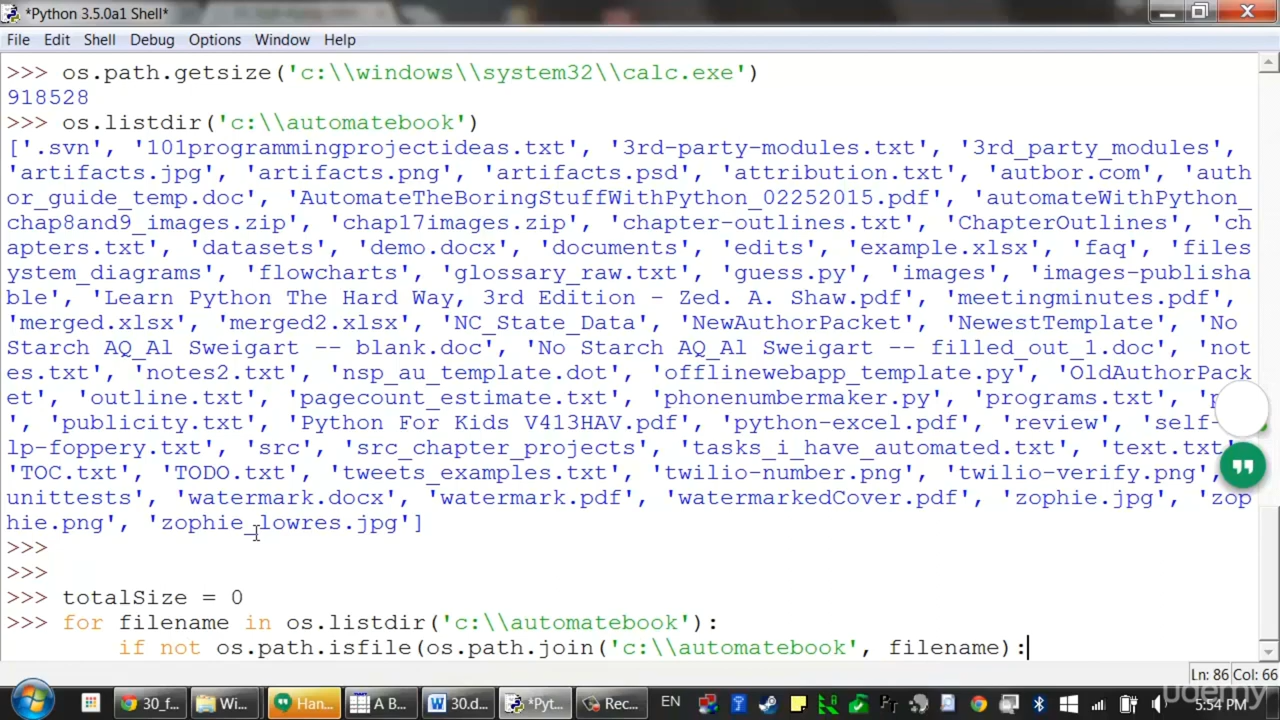 *Python 3.5.0a1 Shell*
File Edit Shell Debug Options Window Help
>>> os.path.getsize('c:\\windows\\system32\\calc.exe')
918528
>>> os.listdir('c:\\automatebook')
['.svn', '101programmingprojectideas.txt', '3rd-party-modules.txt', '3rd_party_modules',
'artifacts.jpg', 'artifacts.png', 'artifacts.psd', 'attribution.txt', 'autbor.com', 'auth
or_guide_temp.doc', 'AutomateTheBoringStuffWithPython_02252015.pdf', 'automateWithPython_
chap8and9_images.zip', 'chap17images.zip', 'chapter-outlines.txt', 'ChapterOutlines', 'ch
apters.txt', 'datasets', 'demo.docx', 'documents', 'edits', 'example.xlsx', 'faq', 'files
ystem_diagrams', 'flowcharts', 'glossary_raw.txt', 'guess.py', 'images', 'images-publisha
ble', 'Learn Python The Hard Way, 3rd Edition - Zed. A. Shaw.pdf', 'meetingminutes.pdf',
'merged.xlsx', 'merged2.xlsx', 'NC_State_Data', 'NewAuthorPacket', 'NewestTemplate', 'No
Starch AQ_Al Sweigart -- blank.doc', 'No Starch AQ_Al Sweigart -- filled_out_1.doc', 'not
es.txt', 'notes2.txt', 'nsp_au_template.dot', 'offlinewebapp_template.py', 'OldAuthorPack
et', 'outline.txt', 'pagecount_estimate.txt', 'phonenumbermaker.py', 'programs.txt',
', 'publicity.txt', 'Python For Kids V413HAV.pdf', 'python-excel.pdf', 'review', 'self-
lp-foppery.txt', 'src', 'src_chapter_projects', 'tasks_i_have_automated.txt', 'text.txt'
'TOC.txt', 'TODO.txt', 'tweets_examples.txt', 'twilio-number.png', 'twilio-verify.png',
unittests', 'watermark.docx', 'watermark.pdf', 'watermarkedCover.pdf', 'zophie.jpg', 'zop
hie.png', 'zophie_lowres.jpg']
>>>
>>>
>>> totalSize = 0
>>> for filename in os.listdir('c:\\automatebook'):
if not os.path.isfile(os.path.join('c:\\automatebook', filename):
Ln: 86 Col: 66
30_f... Wi... Han... A B... 30.d... *Pyt... Rec... EN 5:54 PM
udemy